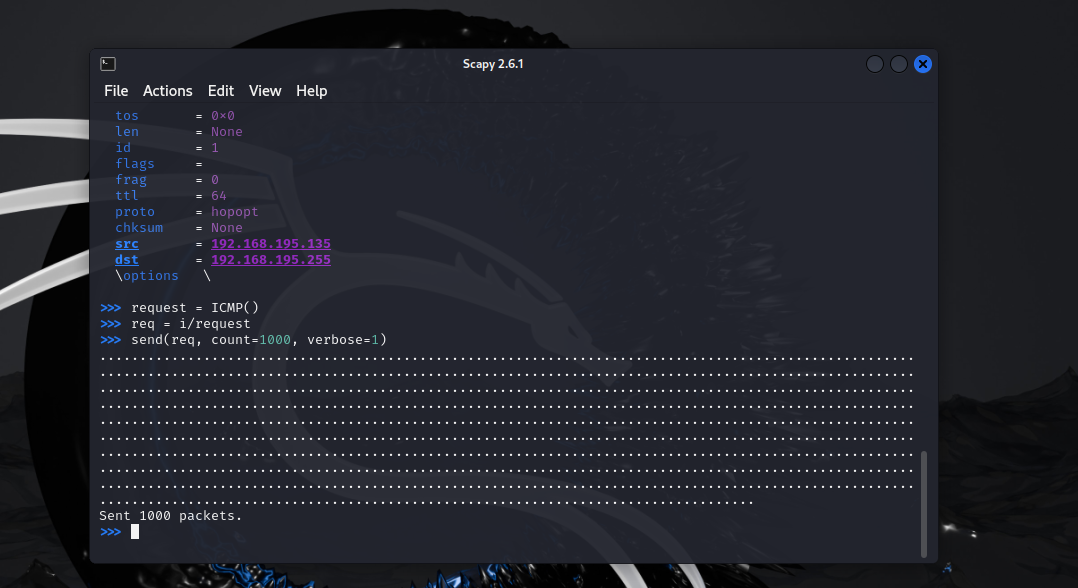 Scapy 2.6.1
File Actions Edit View Help
tos = 0×0
len = None
id = 1
flags =
frag = 0
ttl = 64
proto = hopopt
chksum = None
src = 192.168.195.135
dst = 192.168.195.255
\options \
>>> request = ICMP()
>>> req = i/request
>>> send(req, count=1000, verbose=1)
......................................................................................................
......................................................................................................
......................................................................................................
......................................................................................................
......................................................................................................
......................................................................................................
......................................................................................................
......................................................................................................
......................................................................................................
..................................................................................
Sent 1000 packets.
>>>